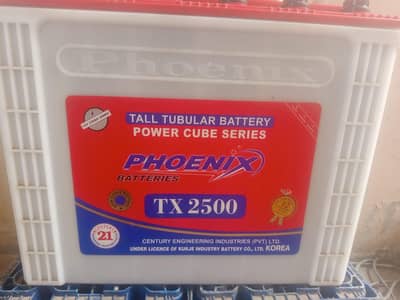 Phoenix
TALL TUBULAR BATTERY
POWER CUBE SERIES
PHOENIX
BATTERIES
TX 2500
21
CENTURY ENGINEERING INDUSTRIES (PVT) LTD.
UNDER LICENCE OF KUKJE INDUSTRY BATTERY CO., LTD. KOREA